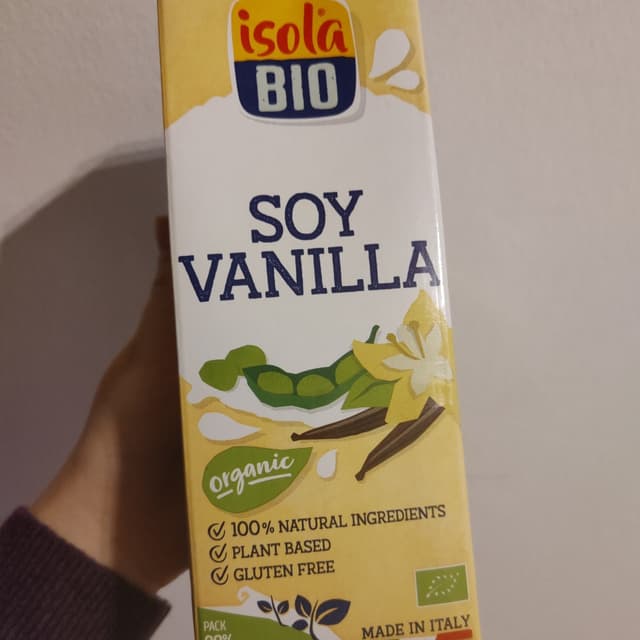 isola
BIO
SOY
VANILLA
organic
100% NATURAL INGREDIENTS
PLANT BASED
GLUTEN FREE
PACK
MADE IN ITALY